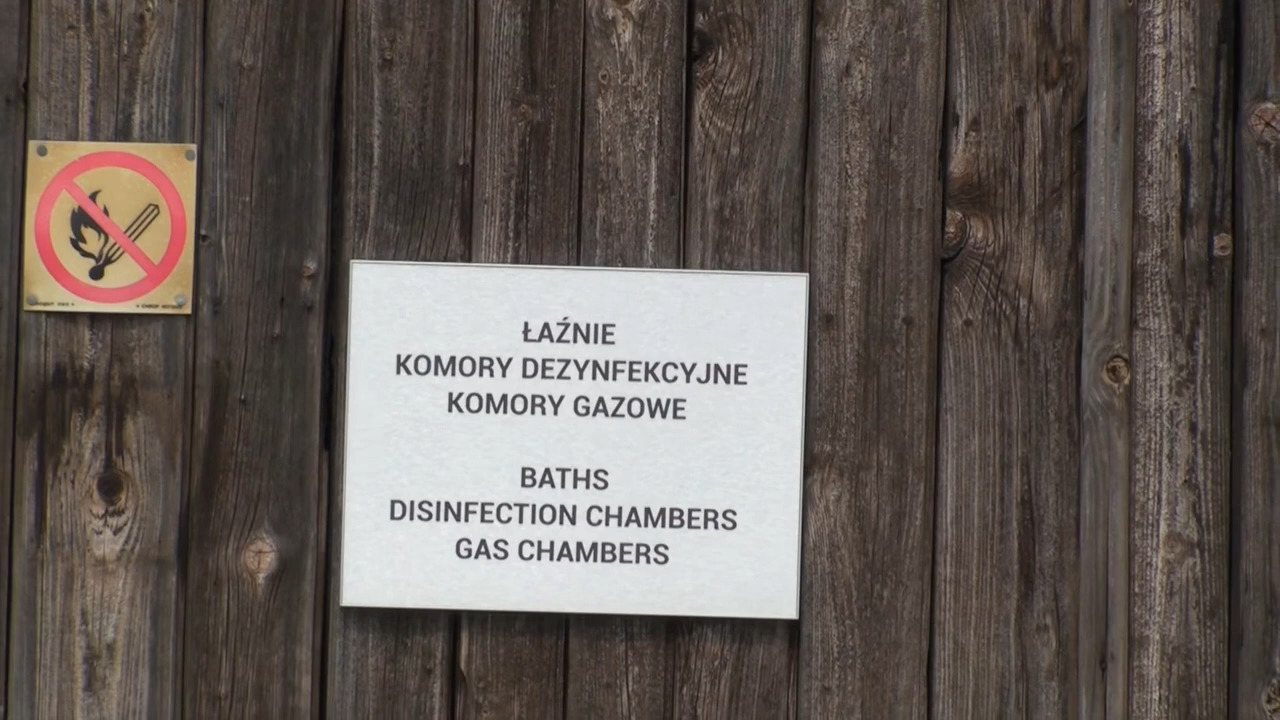 ŁAŹNIE
KOMORY DEZYNFEKCYJNE
KOMORY GAZOWE
BATHS
DISINFECTION CHAMBERS
GAS CHAMBERS